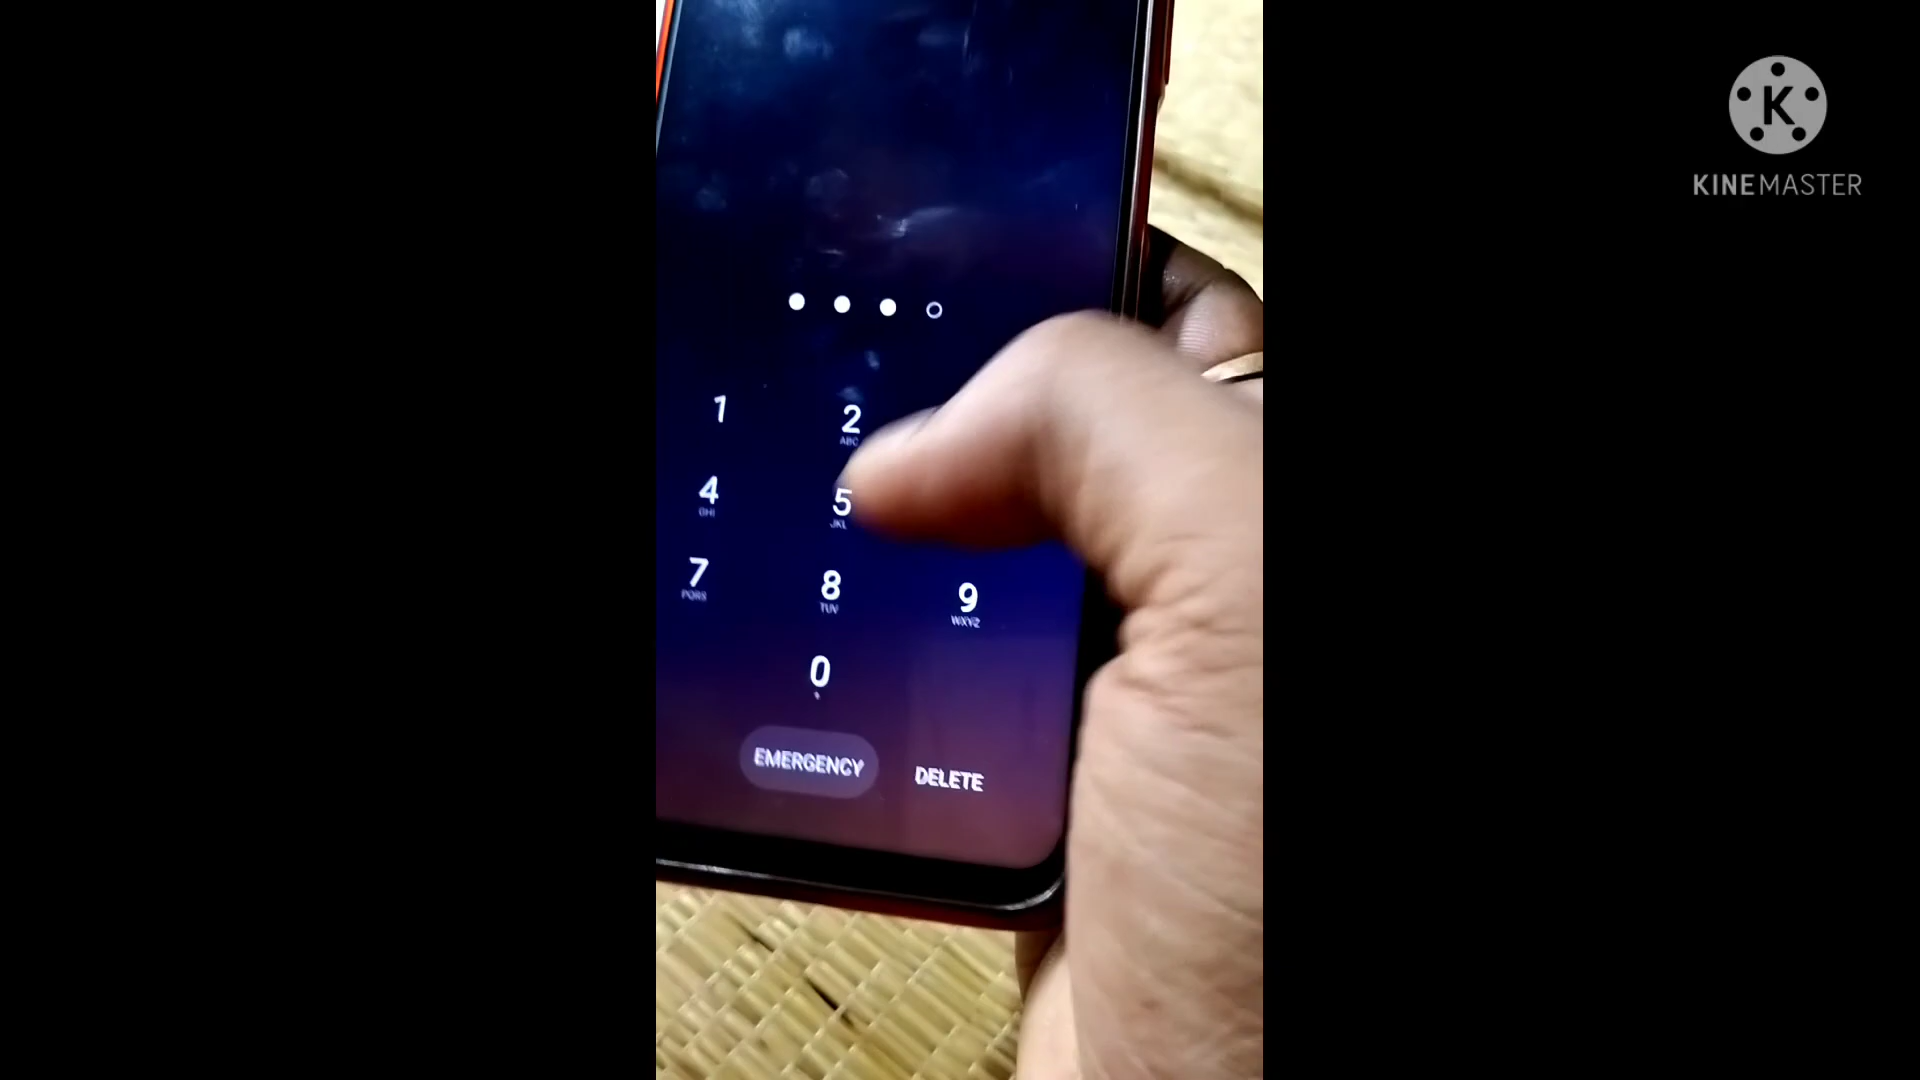 K
KINEMASTER
1
2
ABC
4
GHI
5
JKL
7
PQRS
8
TUV
9
WXYZ
0
EMERGENCY
DELETE